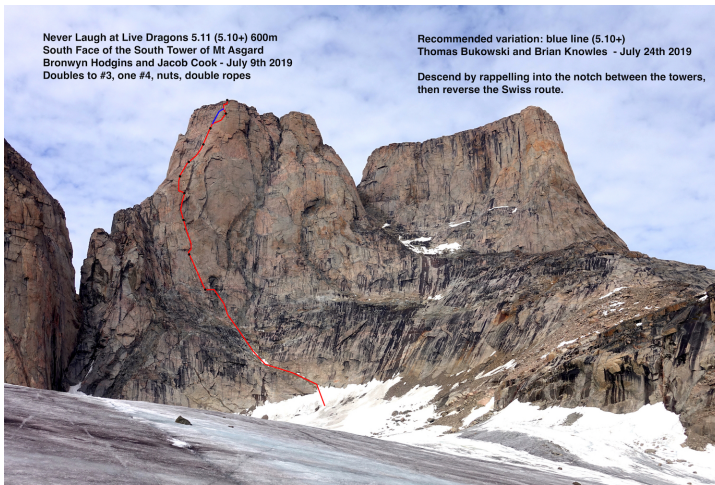 Never Laugh at Live Dragons 5.11 (5.10+) 600m
South Face of the South Tower of Mt Asgard
Bronwyn Hodgins and Jacob Cook - July 9th 2019
Doubles to #3, one #4, nuts, double ropes
Recommended variation: blue line (5.10+)
Thomas Bukowski and Brian Knowles - July 24th 2019
Descend by rappelling into the notch between the towers,
then reverse the Swiss route.